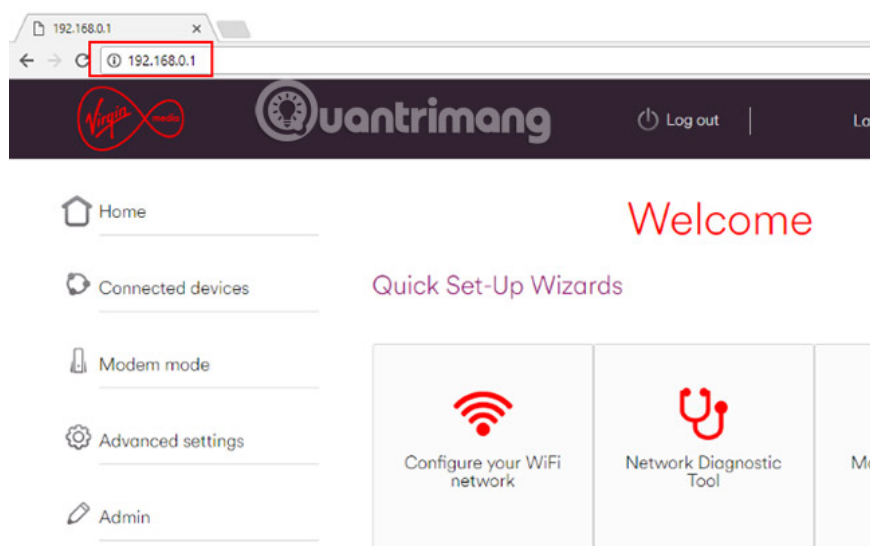 192.168.0.1
192.168.0.1
Virgin media
Quantrimang
Log out
Home
Welcome
Connected devices
Quick Set-Up Wizards
Modem mode
Advanced settings
Configure your WiFi
network
Network Diagnostic
Tool
Admin